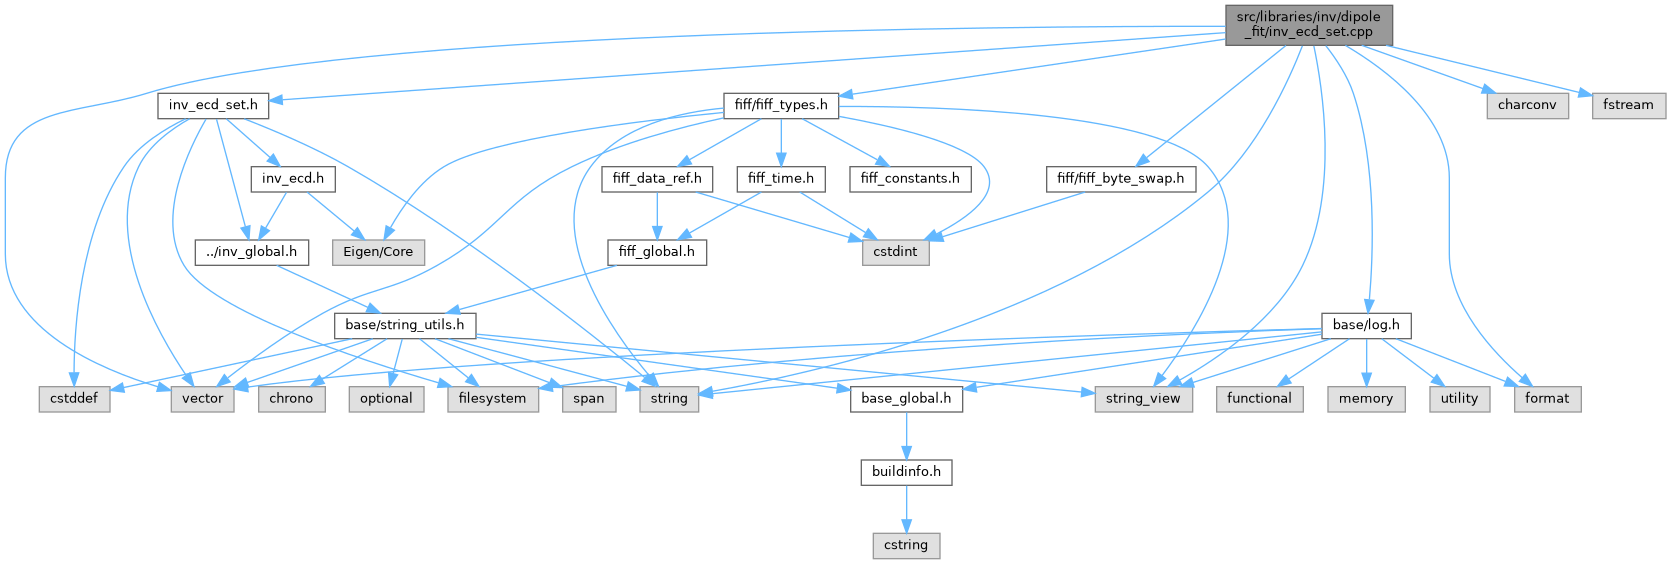 src/libraries/inv/dipole
_fit/inv_ecd_set.cpp
inv_ecd_set.h
fiff/fiff_types.h
charconv
fstream
inv_ecd.h
fiff_data_ref.h
fiff_time.h
fiff_constants.h
fiff/fiff_byte_swap.h
../inv_global.h
Eigen/Core
fiff_global.h
cstdint
base/string_utils.h
base/log.h
cstddef
vector
chrono
optional
filesystem
span
string
base_global.h
string_view
functional
memory
utility
format
buildinfo.h
cstring